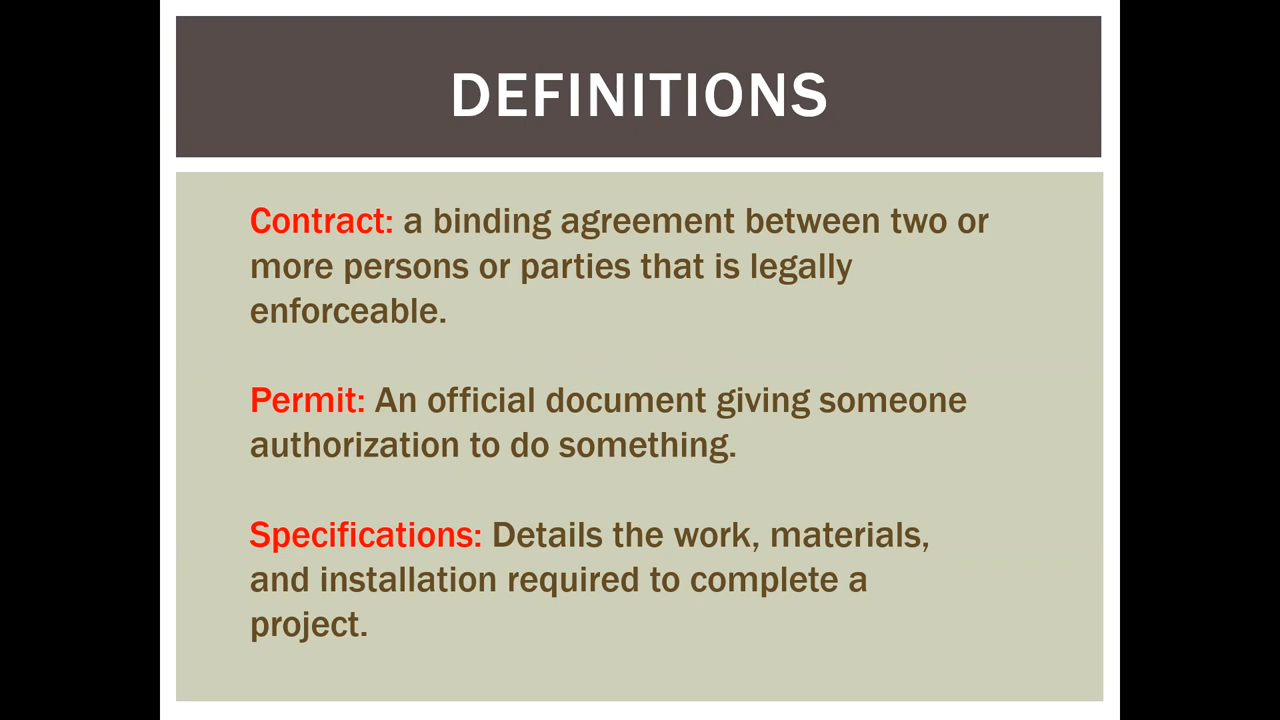 DEFINITIONS
Contract: a binding agreement between two or
more persons or parties that is legally
enforceable.
Permit: An official document giving someone
authorization to do something.
Specifications: Details the work, materials,
and installation required to complete a
project.